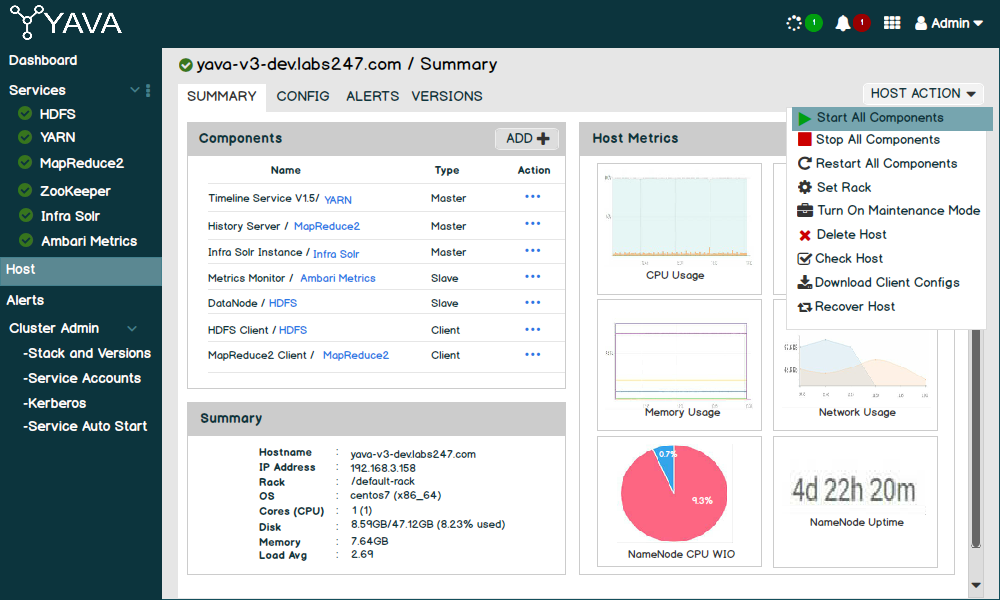 YAVA
1
1
Admin
Dashboard
Services
HDFS
YARN
MapReduce2
ZooKeeper
Infra Solr
Ambari Metrics
Host
Alerts
Cluster Admin
-Stack and Versions
-Service Accounts
-Kerberos
-Service Auto Start
yava-v3-dev.labs247.com / Summary
SUMMARY CONFIG ALERTS VERSIONS
HOST ACTION
Start All Components
Stop All Components
Restart All Components
Set Rack
Turn On Maintenance Mode
Delete Host
Check Host
Download Client Configs
Recover Host
Components
ADD
Name Type Action
Timeline Service V1.5/ YARN Master
History Server / MapReduce2 Master
Infra Solr Instance / Infra Solr Master
Metrics Monitor / Ambari Metrics Slave
DataNode / HDFS Slave
HDFS Client / HDFS Client
MapReduce2 Client / MapReduce2 Client
Summary
Hostname : yava-v3-dev.labs247.com
IP Address : 192.168.3.158
Rack : /default-rack
OS : centos7 (x86_64)
Cores (CPU) : 1 (1)
Disk : 8.59GB/47.12GB (8.23% used)
Memory : 7.64GB
Load Avg : 2.69
Host Metrics
CPU Usage
Memory Usage
Network Usage
0.7%
9.3%
NameNode CPU WIO
4d 22h 20m
NameNode Uptime